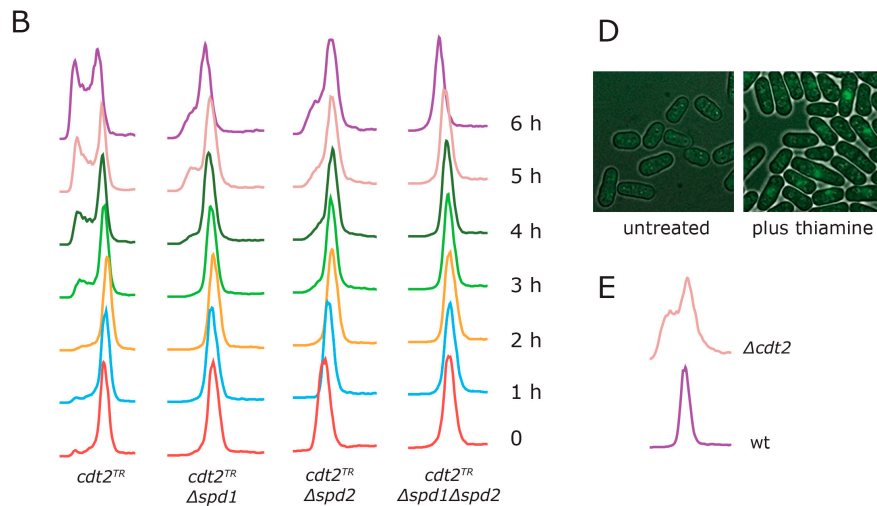 B
6 h
5 h
4 h
3 h
2 h
1 h
0
cdt2ᵀᴿ
cdt2ᵀᴿ
Δspd1
cdt2ᵀᴿ
Δspd2
cdt2ᵀᴿ
Δspd1Δspd2
D
untreated
plus thiamine
E
Δcdt2
wt